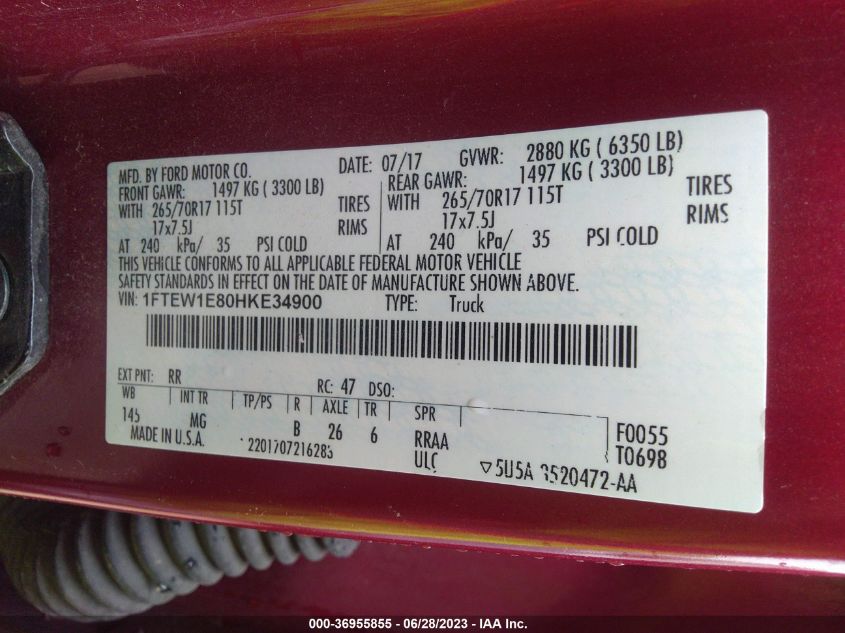 MFD. BY FORD MOTOR CO. DATE: 07/17 GVWR: 2880 KG ( 6350 LB)
FRONT GAWR: 1497 KG ( 3300 LB) REAR GAWR: 1497 KG ( 3300 LB)
WITH 265/70R17 115T TIRES WITH 265/70R17 115T TIRES
17x7.5J RIMS 17x7.5J RIMS
AT 240 kPa/ 35 PSI COLD AT 240 kPa/ 35 PSI COLD
THIS VEHICLE CONFORMS TO ALL APPLICABLE FEDERAL MOTOR VEHICLE
SAFETY STANDARDS IN EFFECT ON THE DATE OF MANUFACTURE SHOWN ABOVE.
VIN: 1FTEW1E80HKE34900 TYPE: Truck
EXT PNT: RR RC: 47 DSO:
WB INT TR TP/PS R AXLE TR SPR
145 MG B 26 6 RRAA F0055
MADE IN U.S.A. 2201707216283 ULC T0698
5U5A 3520472-AA
000-36955855 / 06/28/2023 - IAA Inc.